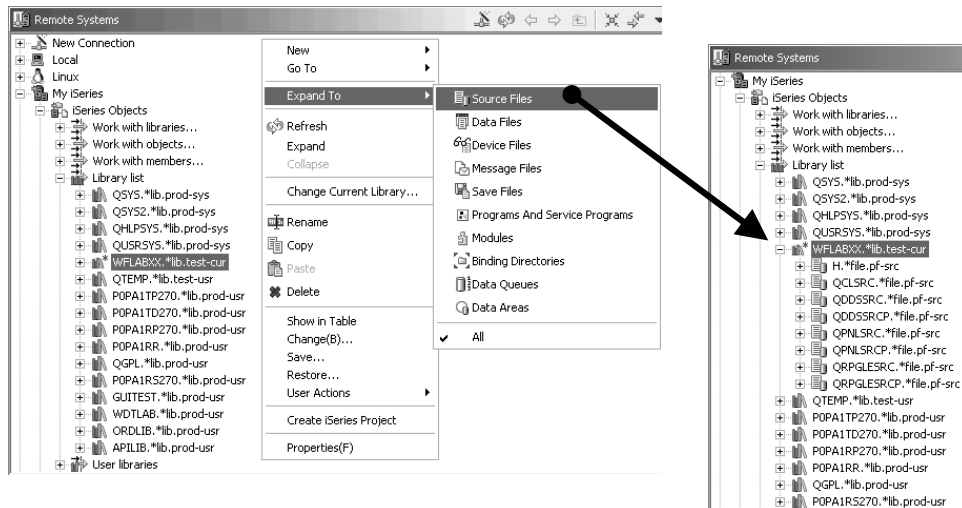 Remote Systems
New Connection
Local
Linux
My iSeries
iSeries Objects
Work with libraries...
Work with objects...
Work with members...
Library list
QSYS.*lib.prod-sys
QSYS2.*lib.prod-sys
QHLPSYS.*lib.prod-sys
QUSRSYS.*lib.prod-sys
WFLABXX.*lib.test-cur
QTEMP.*lib.test-usr
P0PA1TP270.*lib.prod-usr
P0PA1TD270.*lib.prod-usr
P0PA1RP270.*lib.prod-usr
P0PA1RR.*lib.prod-usr
QGPL.*lib.prod-usr
P0PA1RS270.*lib.prod-usr
GUITEST.*lib.prod-usr
WDTLAB.*lib.prod-usr
ORDLIB.*lib.prod-usr
APILIB.*lib.prod-usr
User libraries
New
Go To
Expand To
Refresh
Expand
Collapse
Change Current Library...
Rename
Copy
Paste
Delete
Show in Table
Change(B)...
Save...
Restore...
User Actions
Create iSeries Project
Properties(F)
Source Files
Data Files
Device Files
Message Files
Save Files
Programs And Service Programs
Modules
Binding Directories
Data Queues
Data Areas
All
Remote Systems
My iSeries
iSeries Objects
Work with libraries...
Work with objects...
Work with members...
Library list
QSYS.*lib.prod-sys
QSYS2.*lib.prod-sys
QHLPSYS.*lib.prod-sys
QUSRSYS.*lib.prod-sys
WFLABXX.*lib.test-cur
H.*file.pf-src
QCLSRC.*file.pf-src
QDDSSRC.*file.pf-src
QDDSSRCP.*file.pf-src
QPNLSRC.*file.pf-src
QPNLSRCP.*file.pf-src
QRPGLESRC.*file.pf-src
QRPGLESRCP.*file.pf-src
QTEMP.*lib.test-usr
P0PA1TP270.*lib.prod-usr
P0PA1TD270.*lib.prod-usr
P0PA1RP270.*lib.prod-usr
P0PA1RR.*lib.prod-usr
QGPL.*lib.prod-usr
P0PA1RS270.*lib.prod-usr